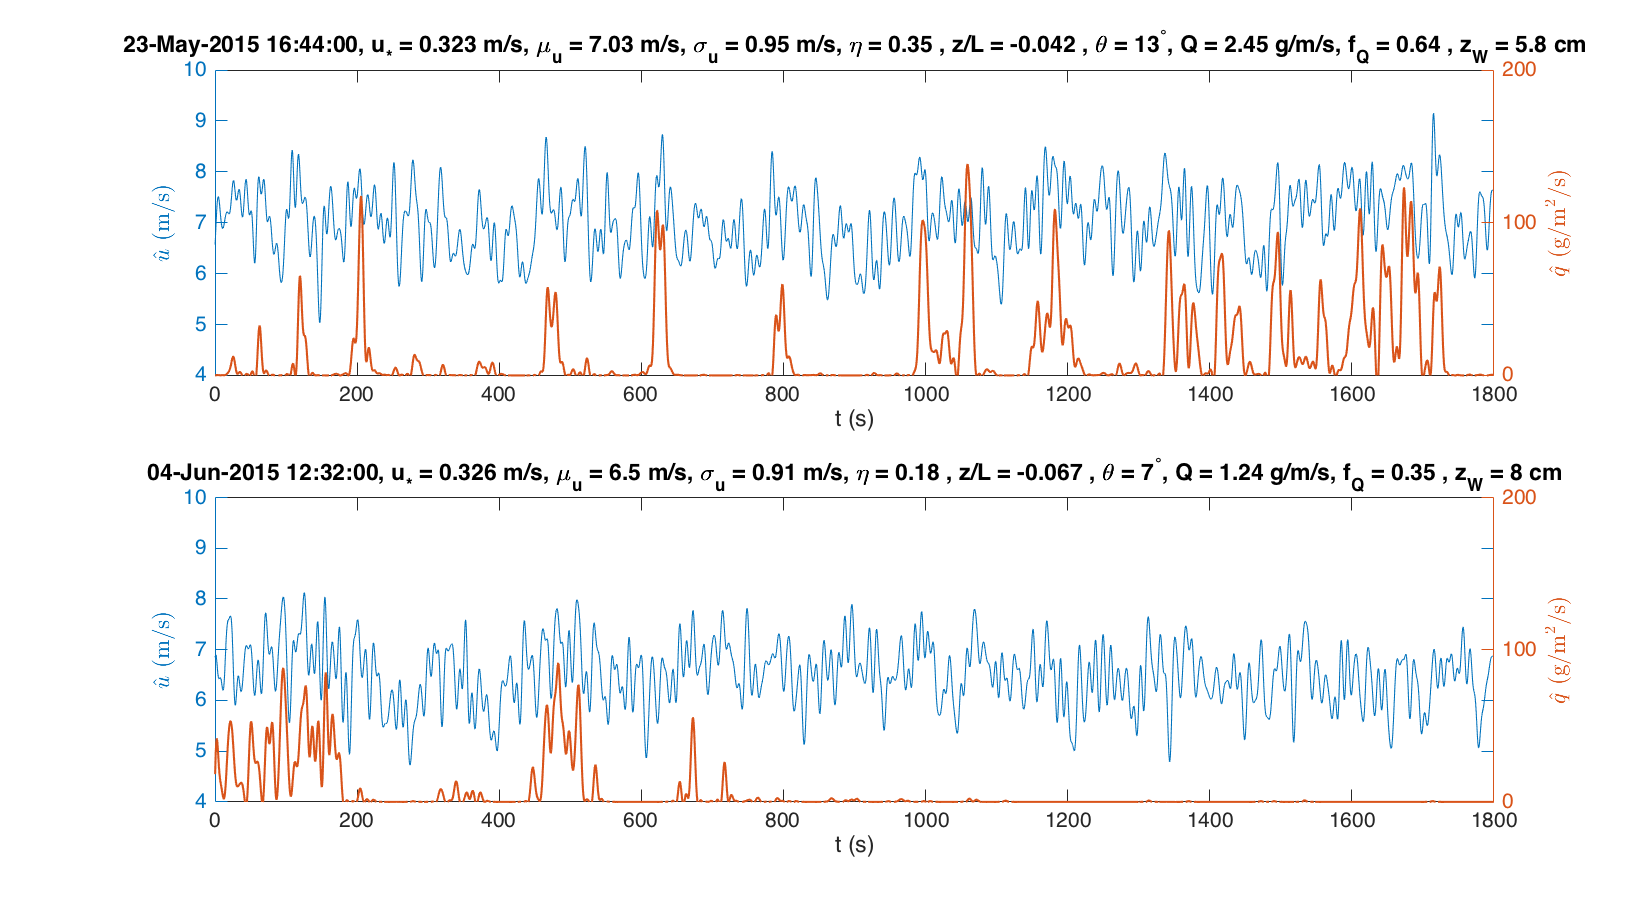 23-May-2015 16:44:00, u* = 0.323 m/s, μu = 7.03 m/s, σu = 0.95 m/s, η = 0.35 , z/L = -0.042 , θ = 13°, Q = 2.45 g/m/s, fQ = 0.64 , zW = 5.8 cm
10
9
8
7
6
5
4
û (m/s)
200
100
0
q̂ (g/m²/s)
0 200 400 600 800 1000 1200 1400 1600 1800
t (s)
04-Jun-2015 12:32:00, u* = 0.326 m/s, μu = 6.5 m/s, σu = 0.91 m/s, η = 0.18 , z/L = -0.067 , θ = 7°, Q = 1.24 g/m/s, fQ = 0.35 , zW = 8 cm
10
9
8
7
6
5
4
û (m/s)
200
100
0
q̂ (g/m²/s)
0 200 400 600 800 1000 1200 1400 1600 1800
t (s)